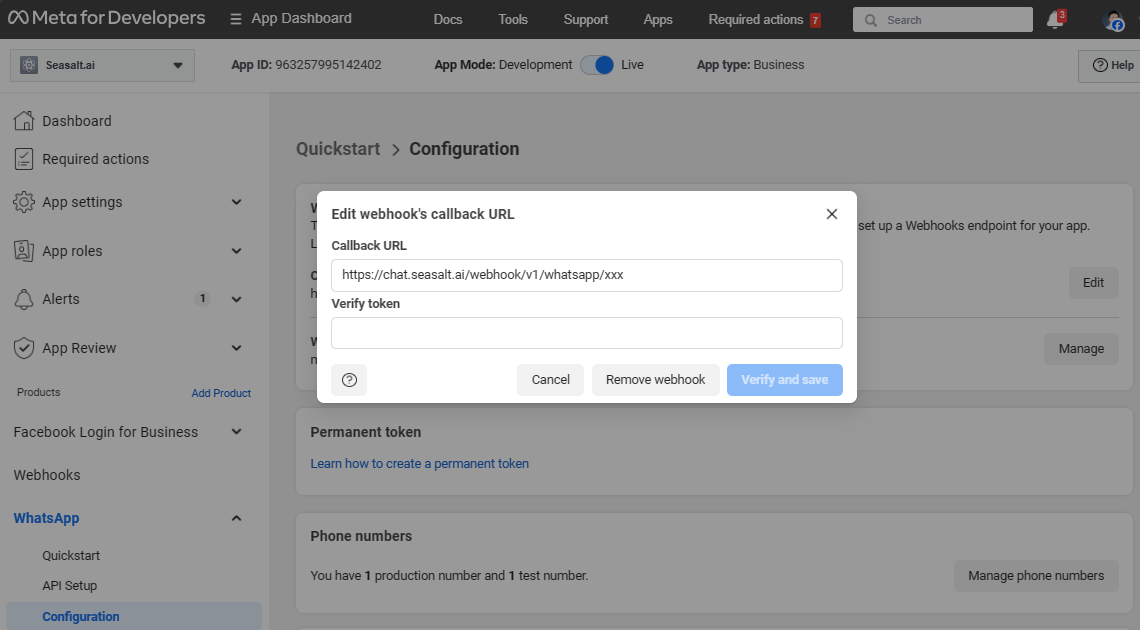 Meta for Developers
App Dashboard
Docs
Tools
Support
Apps
Required actions 7
Search
3
Seasalt.ai
App ID: 963257995142402
App Mode: Development
Live
App type: Business
Help
Dashboard
Required actions
App settings
App roles
Alerts
1
App Review
Products
Add Product
Facebook Login for Business
Webhooks
WhatsApp
Quickstart
API Setup
Configuration
Quickstart > Configuration
set up a Webhooks endpoint for your app.
Edit
Manage
Edit webhook's callback URL
Callback URL
https://chat.seasalt.ai/webhook/v1/whatsapp/xxx
Verify token
Cancel
Remove webhook
Verify and save
Permanent token
Learn how to create a permanent token
Phone numbers
You have 1 production number and 1 test number.
Manage phone numbers